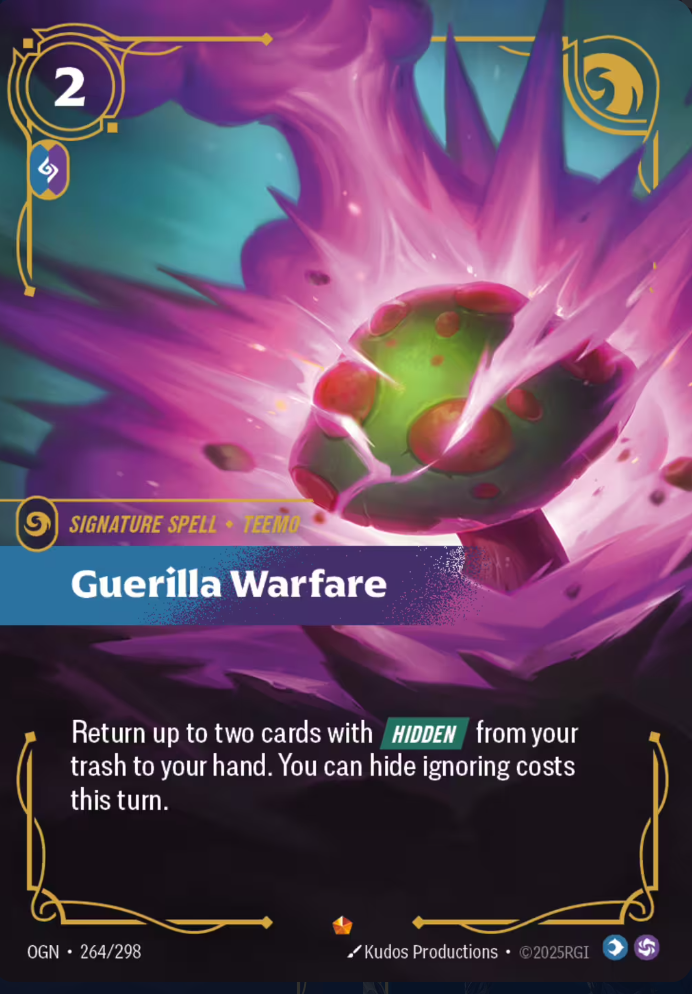 2
SIGNATURE SPELL • TEEMO
Guerilla Warfare
Return up to two cards with HIDDEN from your
trash to your hand. You can hide ignoring costs
this turn.
OGN • 264/298
Kudos Productions • ©2025RGI